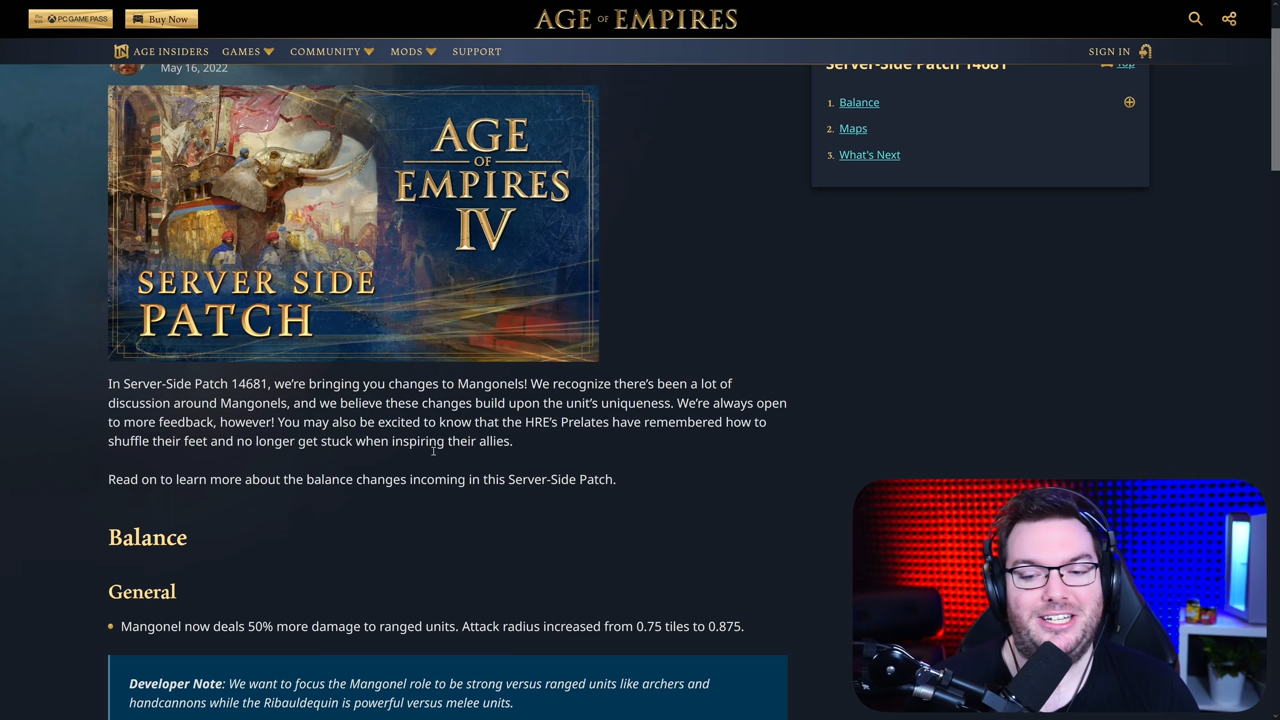 PC GAME PASS
Buy Now
AGE OF EMPIRES
AGE INSIDERS
GAMES
COMMUNITY
MODS
SUPPORT
SIGN IN
May 16, 2022
AGE
OF
EMPIRES
IV
SERVER SIDE
PATCH
In Server-Side Patch 14681, we’re bringing you changes to Mangonels! We recognize there’s been a lot of
discussion around Mangonels, and we believe these changes build upon the unit’s uniqueness. We’re always open
to more feedback, however! You may also be excited to know that the HRE’s Prelates have remembered how to
shuffle their feet and no longer get stuck when inspiring their allies.
Read on to learn more about the balance changes incoming in this Server-Side Patch.
Balance
General
Mangonel now deals 50% more damage to ranged units. Attack radius increased from 0.75 tiles to 0.875.
Developer Note: We want to focus the Mangonel role to be strong versus ranged units like archers and
handcannons while the Ribauldequin is powerful versus melee units.
Server-Side Patch 14681
Top
1. Balance
2. Maps
3. What's Next